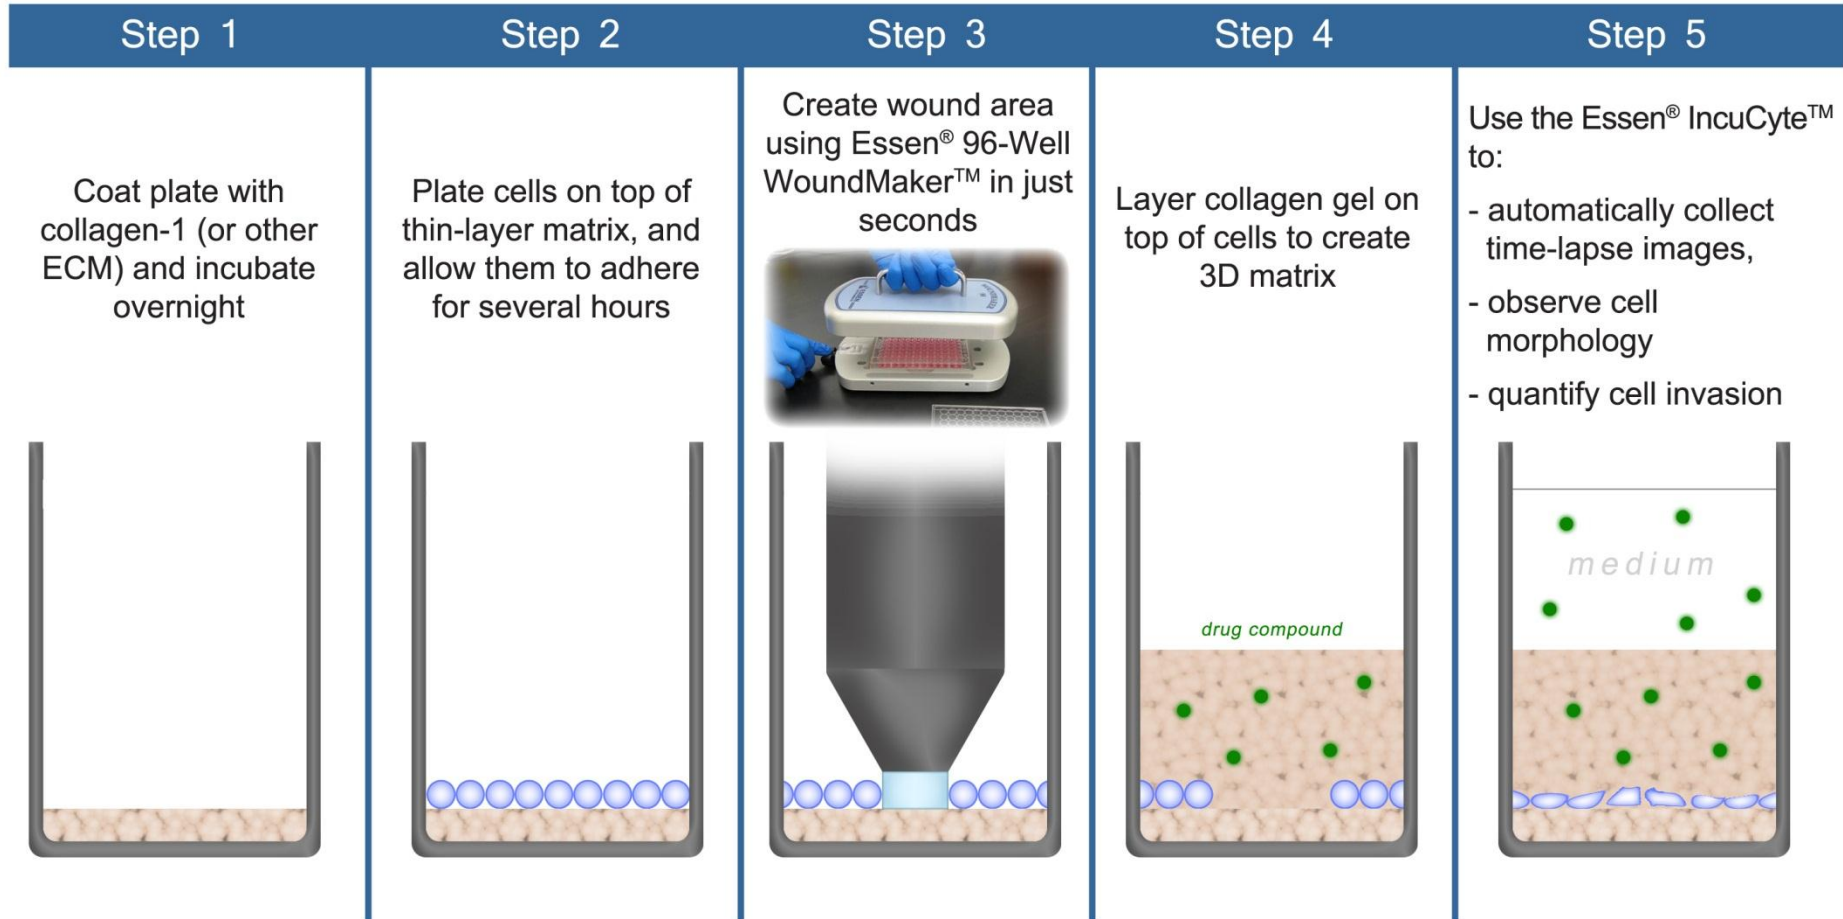 Step 1
Coat plate with
collagen-1 (or other
ECM) and incubate
overnight
Step 2
Plate cells on top of
thin-layer matrix, and
allow them to adhere
for several hours
Step 3
Create wound area
using Essen® 96-Well
WoundMaker™ in just
seconds
Step 4
Layer collagen gel on
top of cells to create
3D matrix
drug compound
Step 5
Use the Essen® IncuCyte™
to:
- automatically collect
time-lapse images,
- observe cell
morphology
- quantify cell invasion
medium